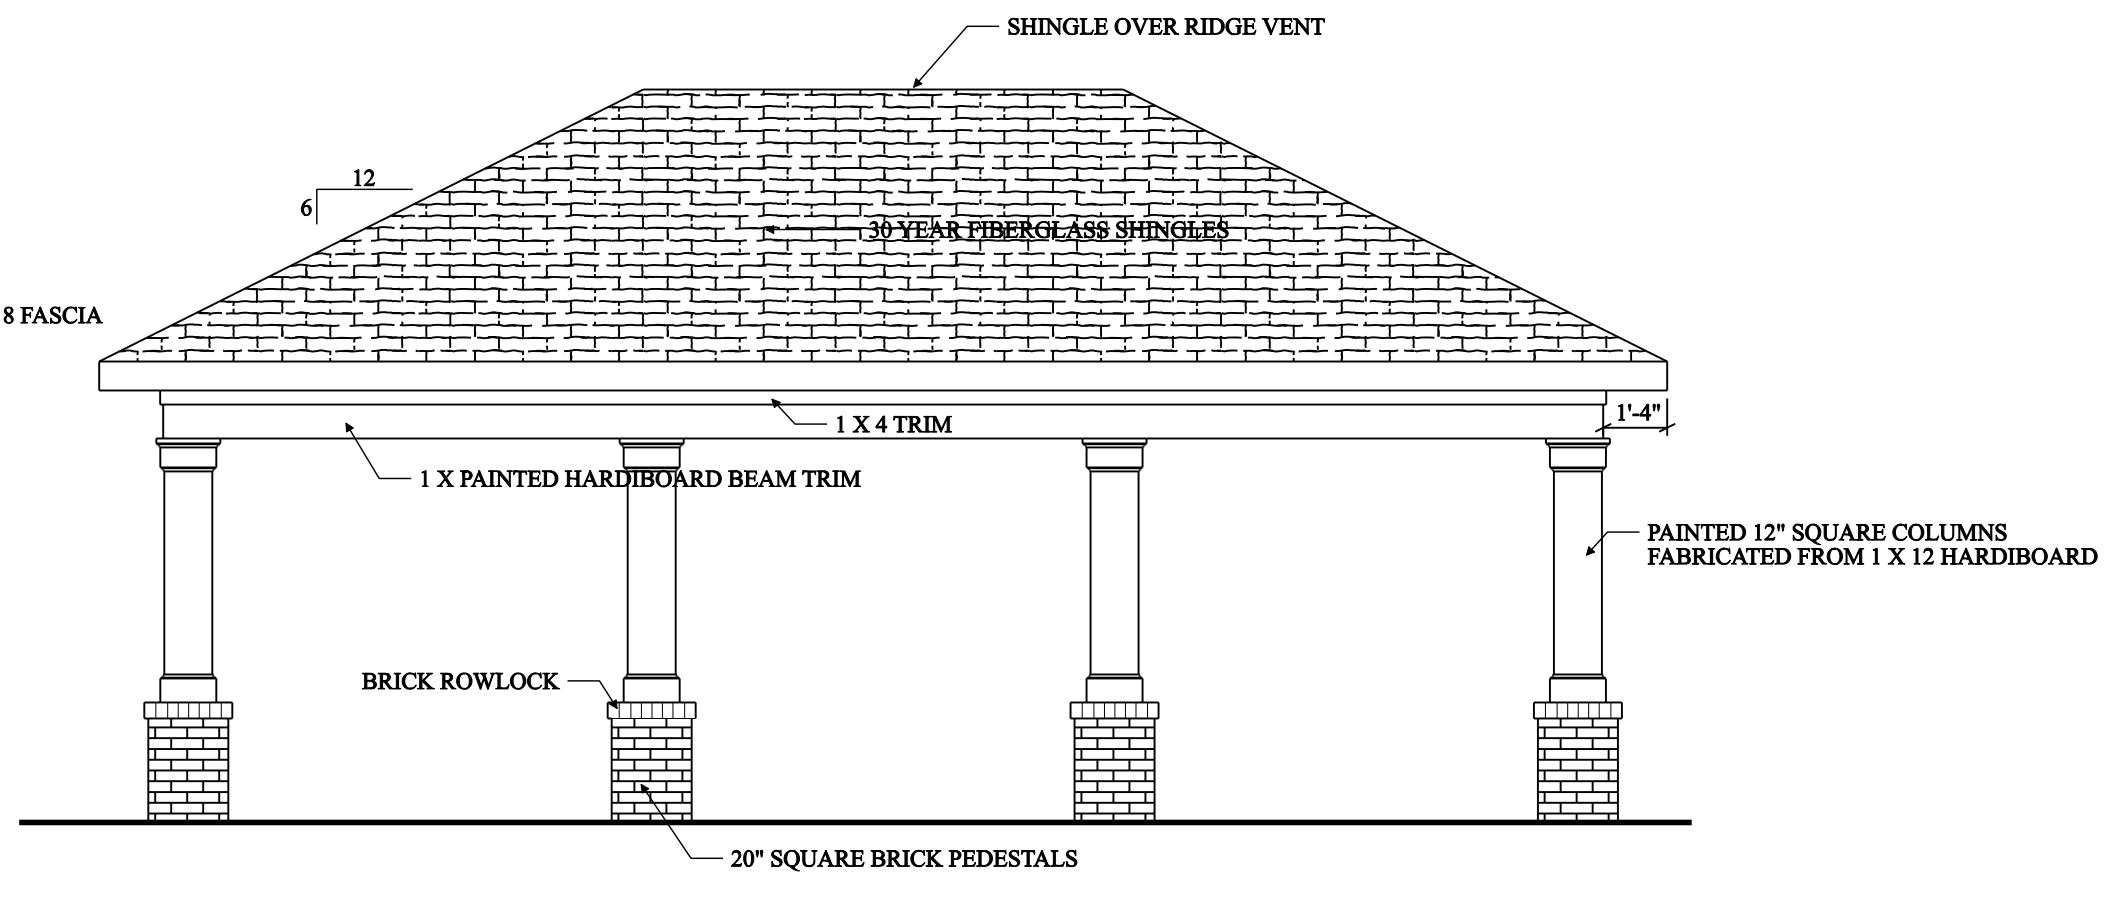 SHINGLE OVER RIDGE VENT
12
6
30 YEAR FIBERGLASS SHINGLES
8 FASCIA
1'-4"
1 X 4 TRIM
1 X PAINTED HARDIBOARD BEAM TRIM
PAINTED 12" SQUARE COLUMNS
FABRICATED FROM 1 X 12 HARDIBOARD
BRICK ROWLOCK
20" SQUARE BRICK PEDESTALS